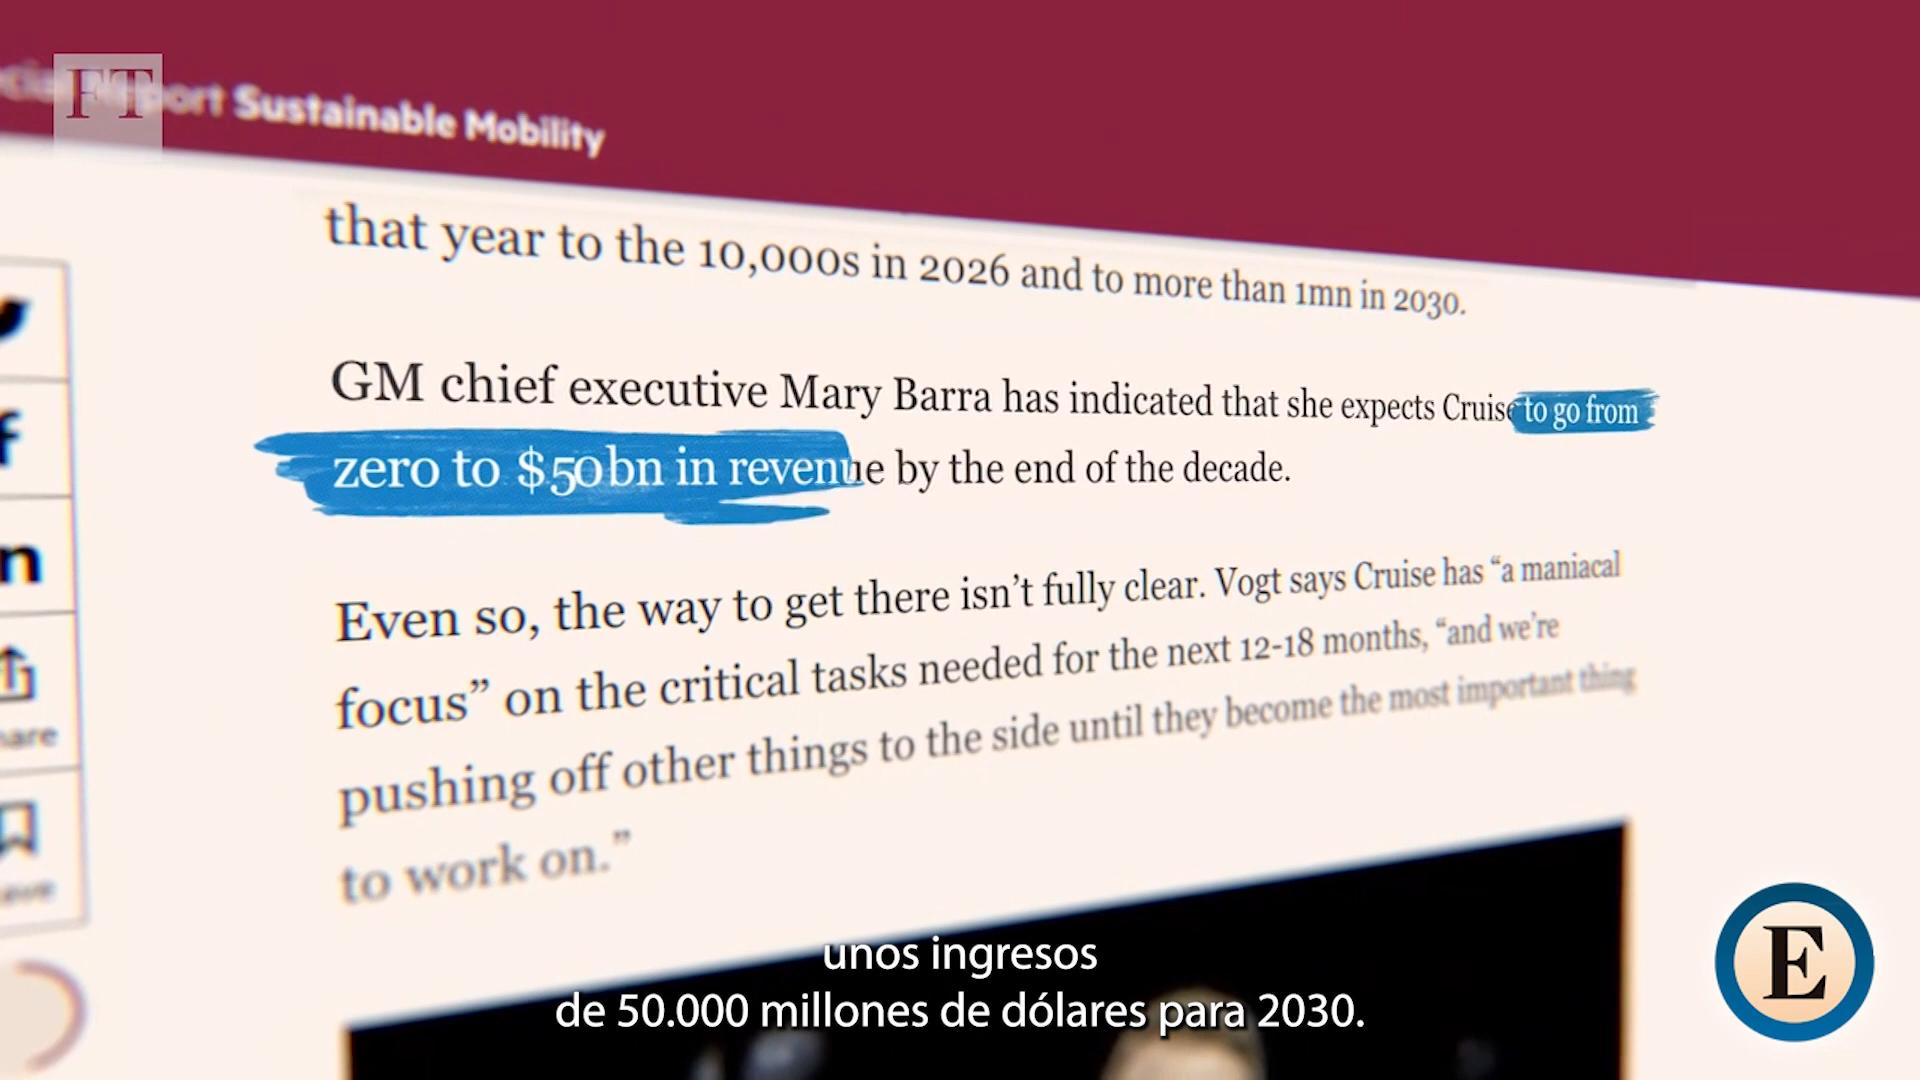 FT
port Sustainable Mobility
that year to the 10,000s in 2026 and to more than 1mn in 2030.
GM chief executive Mary Barra has indicated that she expects Cruise to go from
zero to $50bn in revenue by the end of the decade.
Even so, the way to get there isn’t fully clear. Vogt says Cruise has “a maniacal
focus” on the critical tasks needed for the next 12-18 months, “and we’re
pushing off other things to the side until they become the most important thing
to work on.”
f
n
are
ave
unos ingresos
de 50.000 millones de dólares para 2030.
E